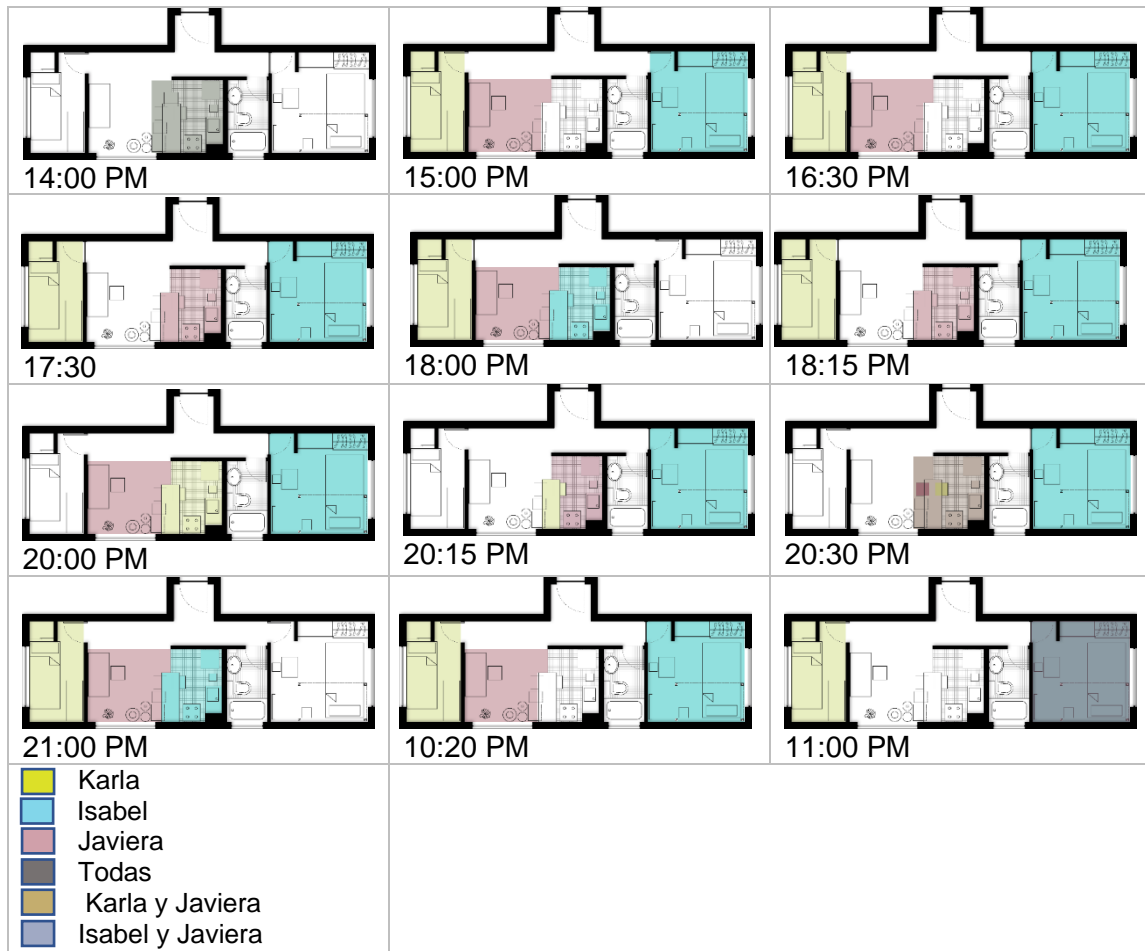 14:00 PM
15:00 PM
16:30 PM
17:30
18:00 PM
18:15 PM
20:00 PM
20:15 PM
20:30 PM
21:00 PM
10:20 PM
11:00 PM
Karla
Isabel
Javiera
Todas
Karla y Javiera
Isabel y Javiera